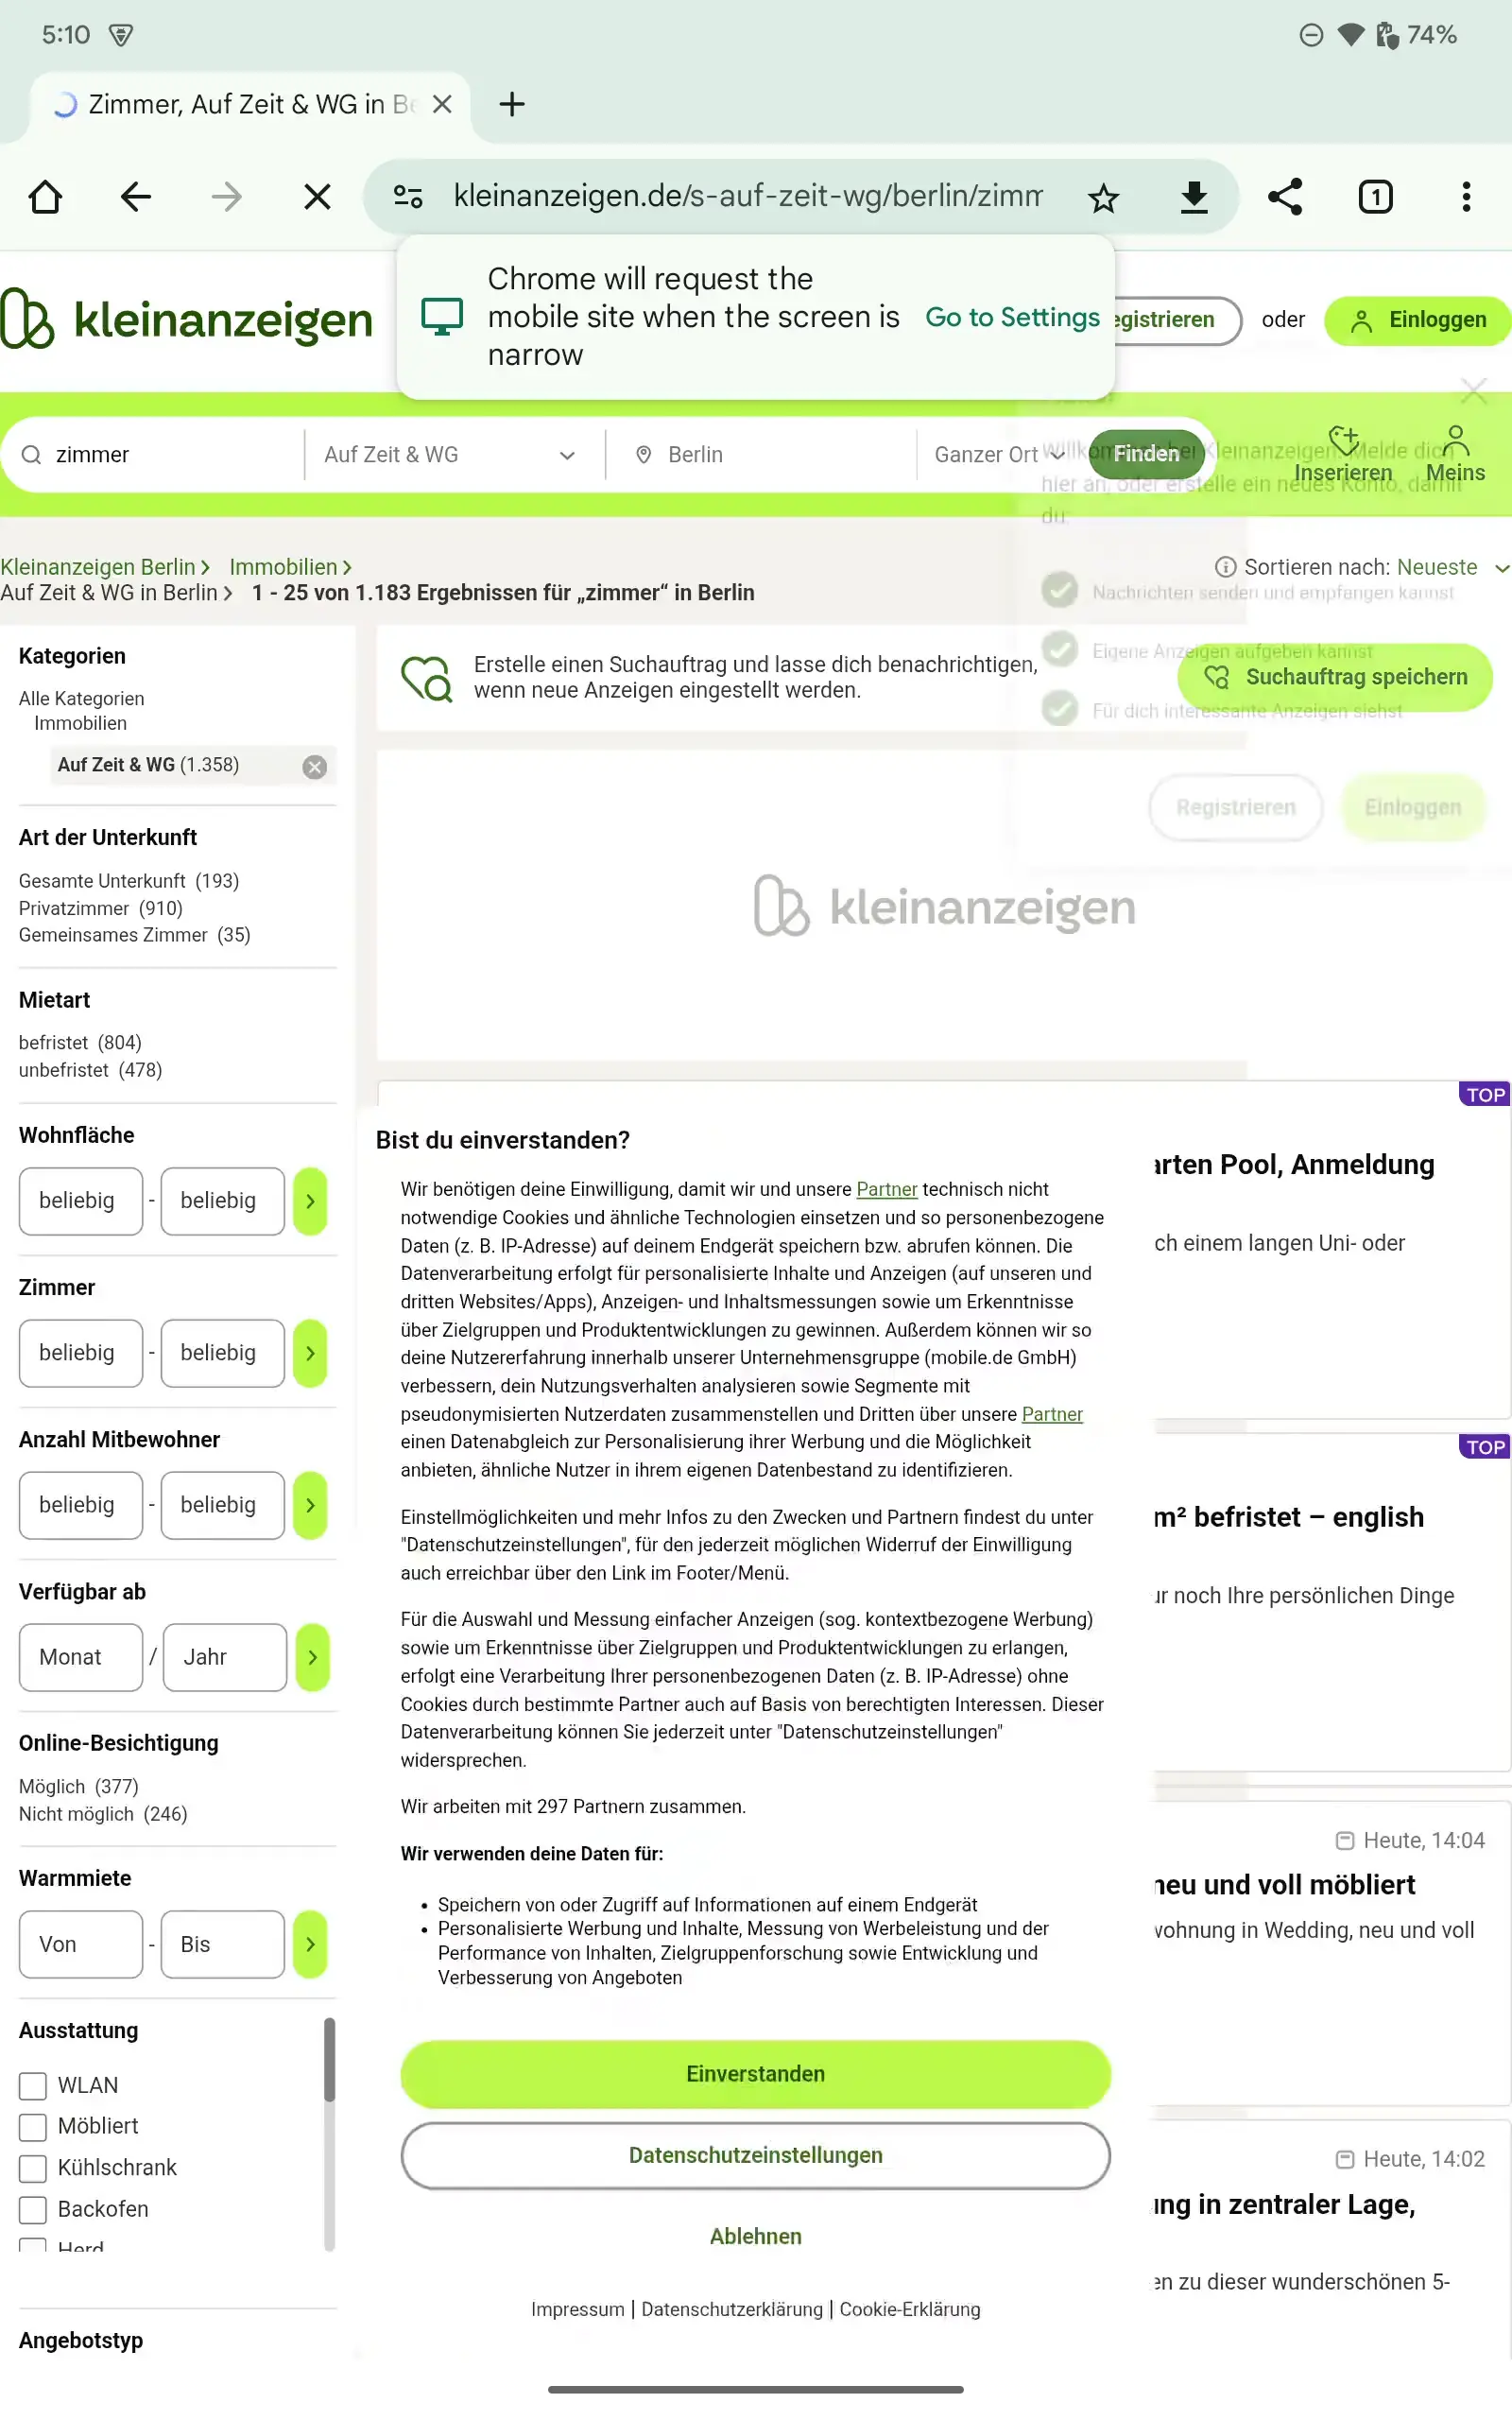 5:10
74%
Zimmer, Auf Zeit & WG in Be
kleinanzeigen.de/s-auf-zeit-wg/berlin/zimm
1
Chrome will request the
mobile site when the screen is
narrow
Go to Settings
kleinanzeigen
egistrieren
oder
Einloggen
zimmer
Auf Zeit & WG
Berlin
Ganzer Ort
Finden
Inserieren
Meins
Willkommen bei Kleinanzeigen. Melde dich
hier an, oder erstelle ein neues Konto, damit
du:
Kleinanzeigen Berlin
Immobilien
Auf Zeit & WG in Berlin
1 - 25 von 1.183 Ergebnissen für „zimmer“ in Berlin
Sortieren nach: Neueste
Nachrichten senden und empfangen kannst
Eigene Anzeigen aufgeben kannst
Für dich interessante Anzeigen siehst
Registrieren
Einloggen
Kategorien
Alle Kategorien
Immobilien
Auf Zeit & WG (1.358)
Erstelle einen Suchauftrag und lasse dich benachrichtigen,
wenn neue Anzeigen eingestellt werden.
Suchauftrag speichern
Art der Unterkunft
Gesamte Unterkunft (193)
Privatzimmer (910)
Gemeinsames Zimmer (35)
kleinanzeigen
Mietart
befristet (804)
unbefristet (478)
Wohnfläche
beliebig - beliebig
Zimmer
beliebig - beliebig
Anzahl Mitbewohner
beliebig - beliebig
Verfügbar ab
Monat / Jahr
Online-Besichtigung
Möglich (377)
Nicht möglich (246)
Warmmiete
Von - Bis
Ausstattung
WLAN
Möbliert
Kühlschrank
Backofen
Herd
Angebotstyp
Bist du einverstanden?
Wir benötigen deine Einwilligung, damit wir und unsere Partner technisch nicht
notwendige Cookies und ähnliche Technologien einsetzen und so personenbezogene
Daten (z. B. IP-Adresse) auf deinem Endgerät speichern bzw. abrufen können. Die
Datenverarbeitung erfolgt für personalisierte Inhalte und Anzeigen (auf unseren und
dritten Websites/Apps), Anzeigen- und Inhaltsmessungen sowie um Erkenntnisse
über Zielgruppen und Produktentwicklungen zu gewinnen. Außerdem können wir so
deine Nutzererfahrung innerhalb unserer Unternehmensgruppe (mobile.de GmbH)
verbessern, dein Nutzungsverhalten analysieren sowie Segmente mit
pseudonymisierten Nutzerdaten zusammenstellen und Dritten über unsere Partner
einen Datenabgleich zur Personalisierung ihrer Werbung und die Möglichkeit
anbieten, ähnliche Nutzer in ihrem eigenen Datenbestand zu identifizieren.
Einstellmöglichkeiten und mehr Infos zu den Zwecken und Partnern findest du unter
"Datenschutzeinstellungen", für den jederzeit möglichen Widerruf der Einwilligung
auch erreichbar über den Link im Footer/Menü.
Für die Auswahl und Messung einfacher Anzeigen (sog. kontextbezogene Werbung)
sowie um Erkenntnisse über Zielgruppen und Produktentwicklungen zu erlangen,
erfolgt eine Verarbeitung Ihrer personenbezogenen Daten (z. B. IP-Adresse) ohne
Cookies durch bestimmte Partner auch auf Basis von berechtigten Interessen. Dieser
Datenverarbeitung können Sie jederzeit unter "Datenschutzeinstellungen"
widersprechen.
Wir arbeiten mit 297 Partnern zusammen.
Wir verwenden deine Daten für:
• Speichern von oder Zugriff auf Informationen auf einem Endgerät
• Personalisierte Werbung und Inhalte, Messung von Werbeleistung und der
Performance von Inhalten, Zielgruppenforschung sowie Entwicklung und
Verbesserung von Angeboten
Einverstanden
Datenschutzeinstellungen
Ablehnen
Impressum | Datenschutzerklärung | Cookie-Erklärung
TOP
arten Pool, Anmeldung
ch einem langen Uni- oder
TOP
m² befristet – english
ur noch Ihre persönlichen Dinge
Heute, 14:04
neu und voll möbliert
wohnung in Wedding, neu und voll
Heute, 14:02
ung in zentraler Lage,
en zu dieser wunderschönen 5-